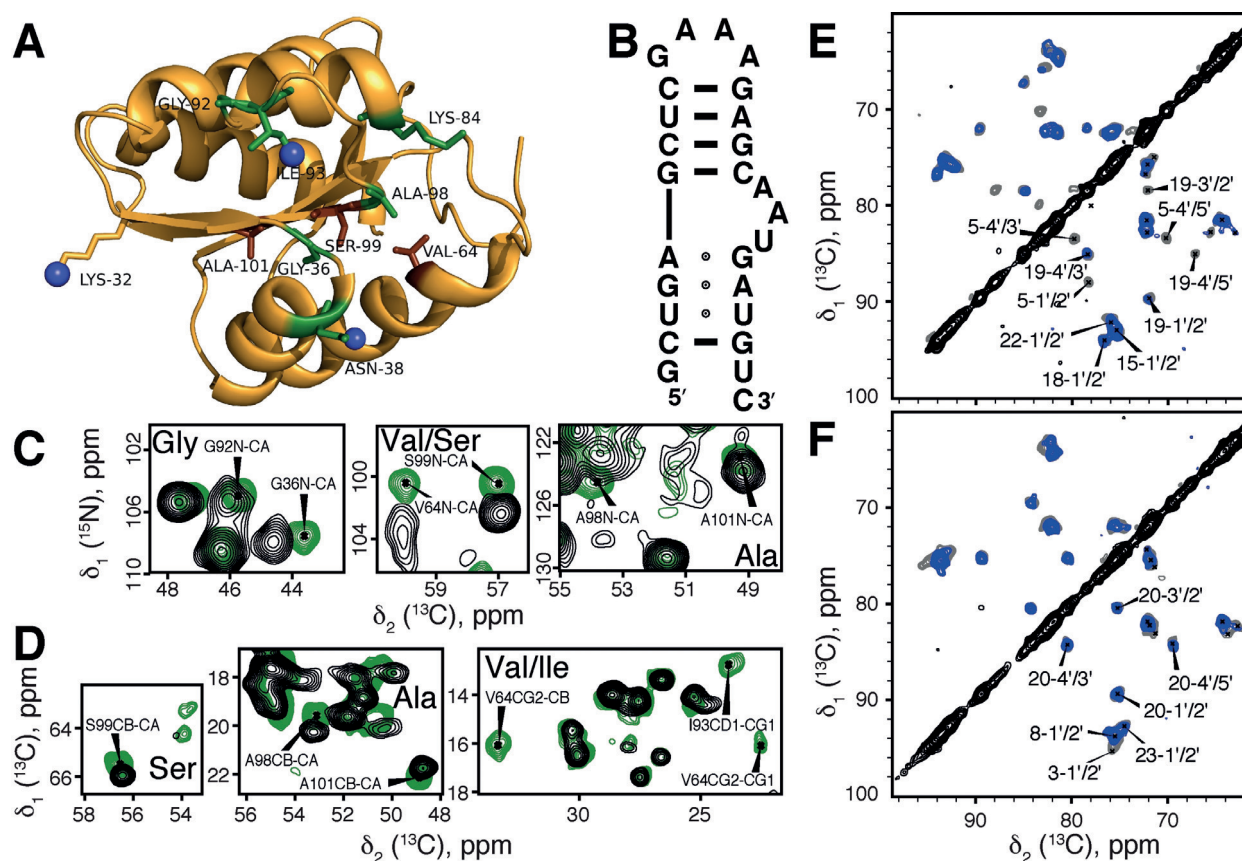 A
GLY-92
LYS-84
ILE-93
ALA-98
SER-99
VAL-64
LYS-32
ALA-101
GLY-36
ASN-38
B
A A
G A
C G
U A
C G
G C
A
A
U
A G
G A
U U
C G
G U
C
5' 3'
C
Gly
G92N-CA
G36N-CA
102
106
110
48 46 44
Val/Ser
S99N-CA
V64N-CA
100
104
59 57
122
126
130
A98N-CA
A101N-CA
Ala
55 53 51 49
δ1 (15N), ppm
δ2 (13C), ppm
D
S99CB-CA
Ser
64
66
58 56 54
Ala
A98CB-CA
A101CB-CA
18
20
22
56 54 52 50
Val/Ile
V64CG2-CB
I93CD1-CG1
V64CG2-CG1
14
16
18
30 25
δ1 (13C), ppm
δ2 (13C), ppm
E
70
80
90
100
19-3'/2'
5-4'/5'
5-4'/3'
19-4'/3'
19-4'/5'
5-1'/2'
19-1'/2'
22-1'/2'
15-1'/2'
18-1'/2'
90 80 70
δ1 (13C), ppm
F
70
80
90
100
20-3'/2'
20-4'/3'
20-4'/5'
20-1'/2'
8-1'/2'
23-1'/2'
3-1'/2'
90 80 70
δ1 (13C), ppm
δ2 (13C), ppm